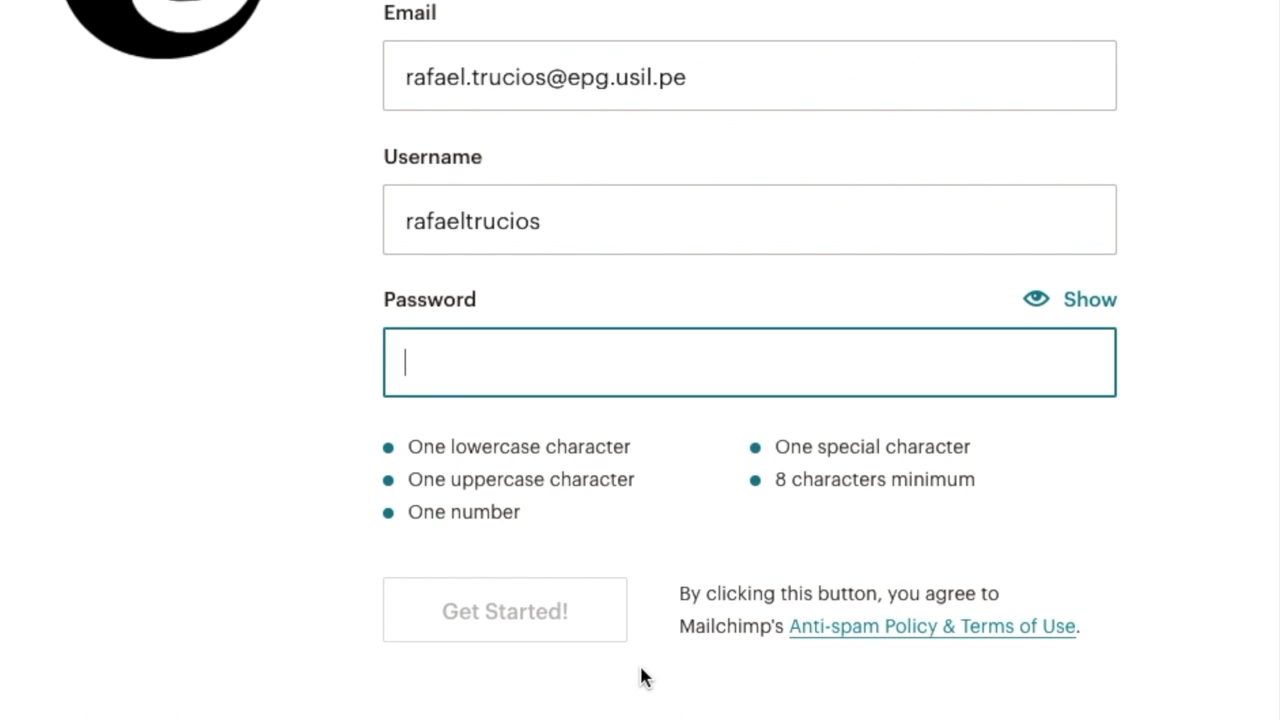 Email
rafael.trucios@epg.usil.pe
Username
rafaeltrucios
Password
Show
One lowercase character
One uppercase character
One number
One special character
8 characters minimum
Get Started!
By clicking this button, you agree to
Mailchimp's Anti-spam Policy & Terms of Use.